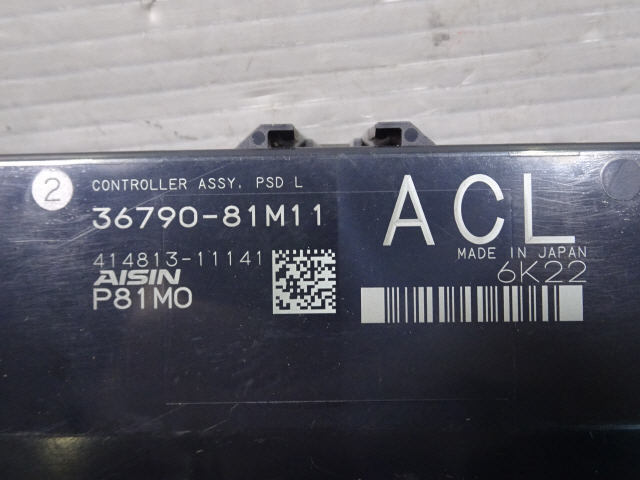 2 CONTROLLER ASSY, PSD L
36790-81M11
ACL
414813-11141
MADE IN JAPAN
AISIN
6K22
P81M0